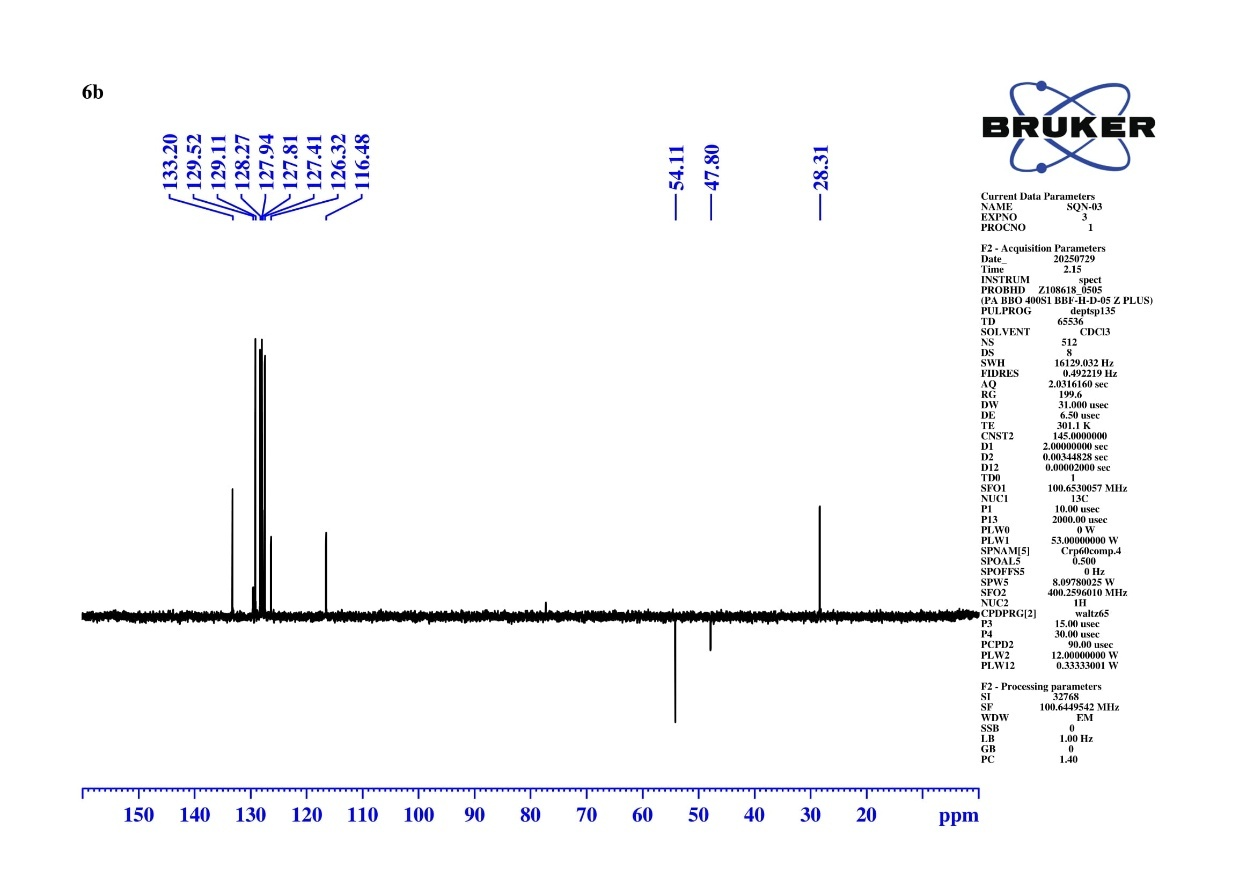 6b
133.20
129.52
129.11
128.27
127.94
127.81
127.41
126.32
116.48
54.11
47.80
28.31
BRUKER
Current Data Parameters
NAME SQN-03
EXPNO 3
PROCNO 1
F2 - Acquisition Parameters
Date_ 20250729
Time 2.15
INSTRUM spect
PROBHD Z108618_0505
(PA BBO 400S1 BBF-H-D-05 Z PLUS)
PULPROG deptsp135
TD 65536
SOLVENT CDCl3
NS 512
DS 8
SWH 16129.032 Hz
FIDRES 0.492219 Hz
AQ 2.0316160 sec
RG 199.6
DW 31.000 usec
DE 6.50 usec
TE 301.1 K
CNST2 145.0000000
D1 2.00000000 sec
D2 0.00344828 sec
D12 0.00002000 sec
TD0 1
SFO1 100.6530057 MHz
NUC1 13C
P1 10.00 usec
P13 2000.00 usec
PLW0 0 W
PLW1 53.00000000 W
SPNAM[5] Crp60comp.4
SPOAL5 0.500
SPOFFS5 0 Hz
SPW5 8.09780025 W
SFO2 400.2596010 MHz
NUC2 1H
CPDPRG[2] waltz65
P3 15.00 usec
P4 30.00 usec
PCPD2 90.00 usec
PLW2 12.00000000 W
PLW12 0.33333001 W
F2 - Processing parameters
SI 32768
SF 100.6449542 MHz
WDW EM
SSB 0
LB 1.00 Hz
GB 0
PC 1.40
150 140 130 120 110 100 90 80 70 60 50 40 30 20 ppm